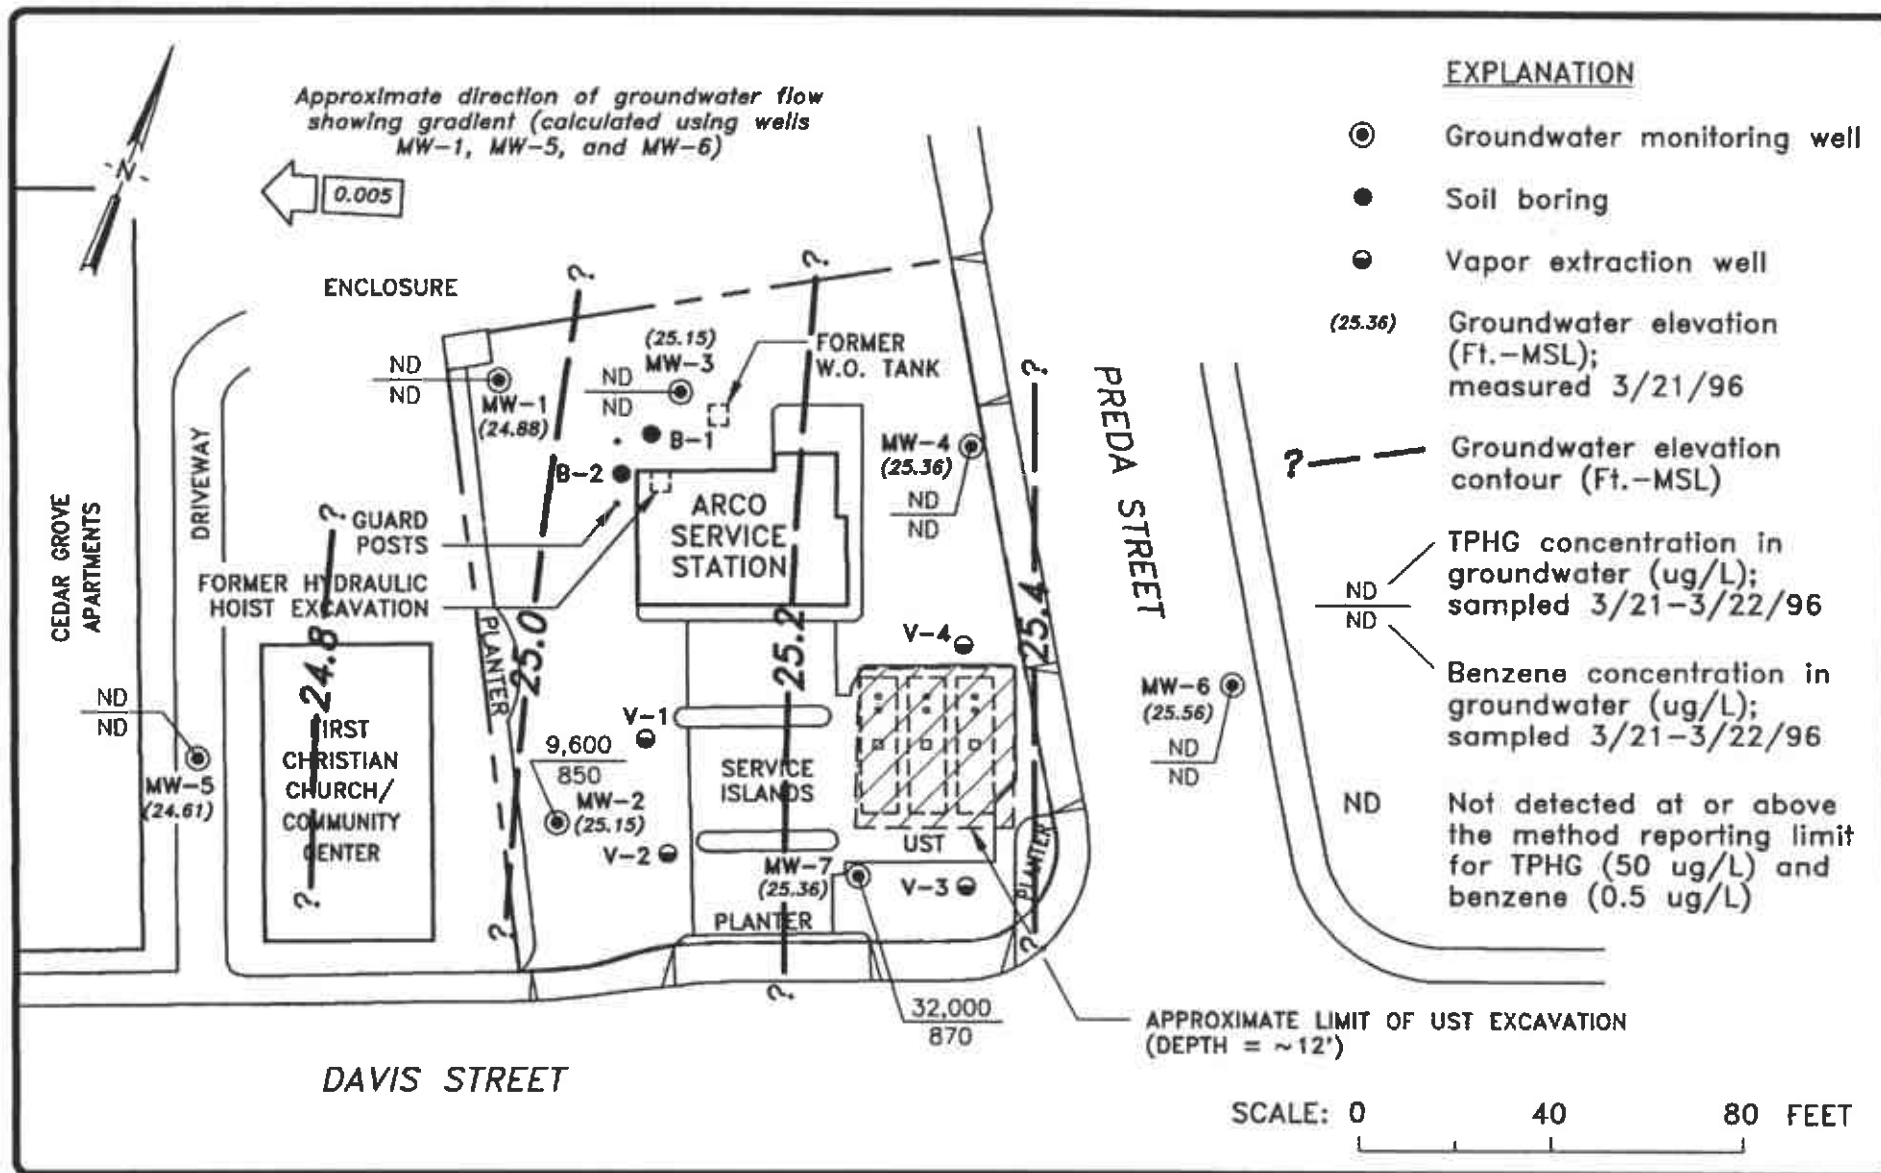 Approximate direction of groundwater flow
showing gradient (calculated using wells
MW-1, MW-5, and MW-6)
N
0.005
ENCLOSURE
?
?
(25.15)
MW-3
ND
ND
FORMER
W.O. TANK
ND
ND
MW-1
(24.88)
B-1
B-2
MW-4
(25.36)
ND
ND
?
PREDA STREET
ARCO
SERVICE
STATION
GUARD
POSTS
FORMER HYDRAULIC
HOIST EXCAVATION
DRIVEWAY
CEDAR GROVE
APARTMENTS
?
24.8
25.0
25.2
25.4
PLANTER
V-4
V-1
ND
ND
MW-5
(24.61)
FIRST
CHRISTIAN
CHURCH/
COMMUNITY
CENTER
9,600
850
MW-2
(25.15)
V-2
SERVICE
ISLANDS
UST
MW-7
(25.36)
V-3
PLANTER
PLANTER
MW-6
(25.56)
ND
ND
?
?
?
?
32,000
870
APPROXIMATE LIMIT OF UST EXCAVATION
(DEPTH = ~12')
DAVIS STREET
EXPLANATION
Groundwater monitoring well
Soil boring
Vapor extraction well
(25.36) Groundwater elevation
(Ft.-MSL);
measured 3/21/96
? Groundwater elevation
contour (Ft.-MSL)
ND
ND
TPHG concentration in
groundwater (ug/L);
sampled 3/21-3/22/96
Benzene concentration in
groundwater (ug/L);
sampled 3/21-3/22/96
ND Not detected at or above
the method reporting limit
for TPHG (50 ug/L) and
benzene (0.5 ug/L)
SCALE: 0 40 80 FEET